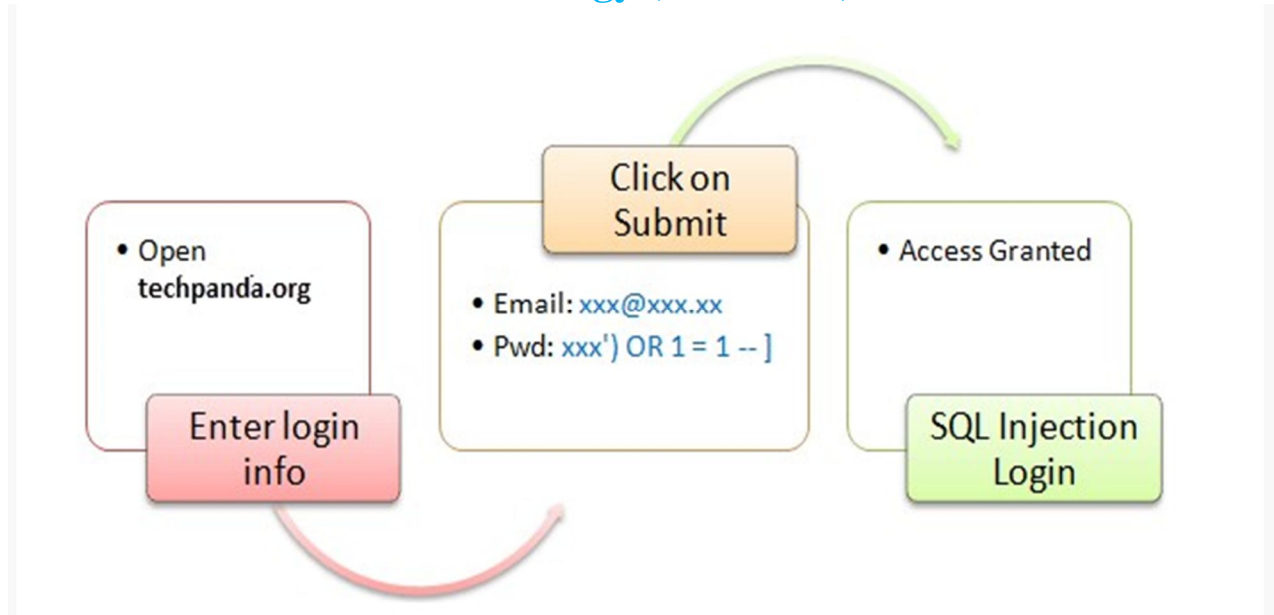 • Open
techpanda.org
Enter login
info
Click on
Submit
• Email: xxx@xxx.xx
• Pwd: xxx') OR 1 = 1 -- ]
• Access Granted
SQL Injection
Login